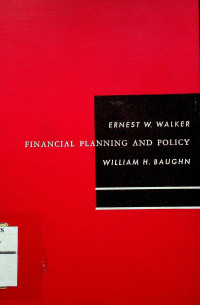 ERNEST W. WALKER
FINANCIAL PLANNING AND POLICY
WILLIAM H. BAUGHN